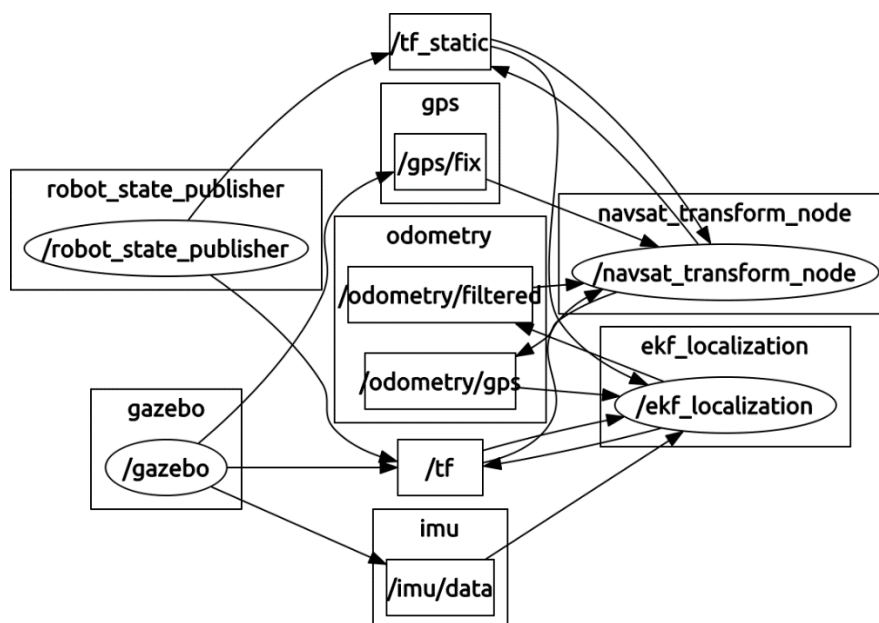 /tf_static
gps
/gps/fix
robot_state_publisher
/robot_state_publisher
navsat_transform_node
/navsat_transform_node
odometry
/odometry/filtered
/odometry/gps
ekf_localization
/ekf_localization
gazebo
/gazebo
/tf
imu
/imu/data